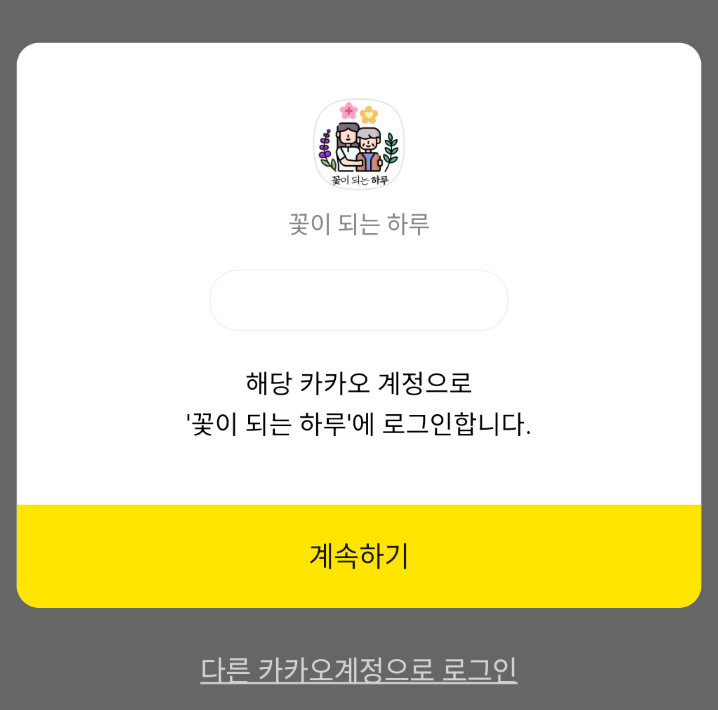 꽃이 되는 하루
꽃이 되는 하루
해당 카카오 계정으로
'꽃이 되는 하루'에 로그인합니다.
계속하기
다른 카카오계정으로 로그인